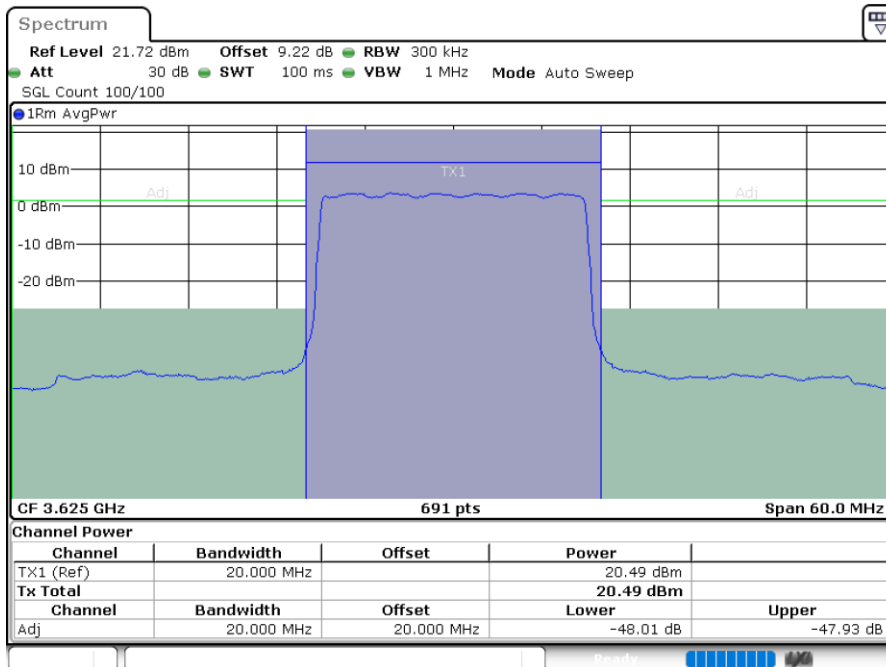 Spectrum
Ref Level 21.72 dBm Offset 9.22 dB RBW 300 kHz
Att 30 dB SWT 100 ms VBW 1 MHz Mode Auto Sweep
SGL Count 100/100
1Rm AvgPwr
10 dBm
TX1
Adj Adj
0 dBm
-10 dBm
-20 dBm
CF 3.625 GHz 691 pts Span 60.0 MHz
Channel Power
Channel Bandwidth Offset Power
TX1 (Ref) 20.000 MHz 20.49 dBm
Tx Total 20.49 dBm
Channel Bandwidth Offset Lower Upper
Adj 20.000 MHz 20.000 MHz -48.01 dB -47.93 dB
Ready